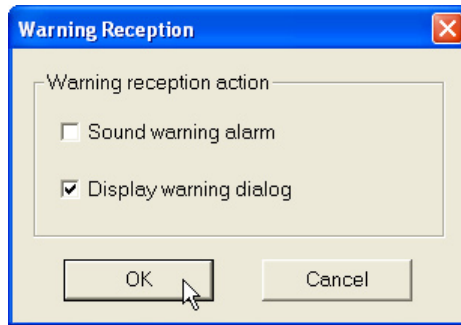 Warning Reception
Warning reception action
Sound warning alarm
Display warning dialog
OK Cancel